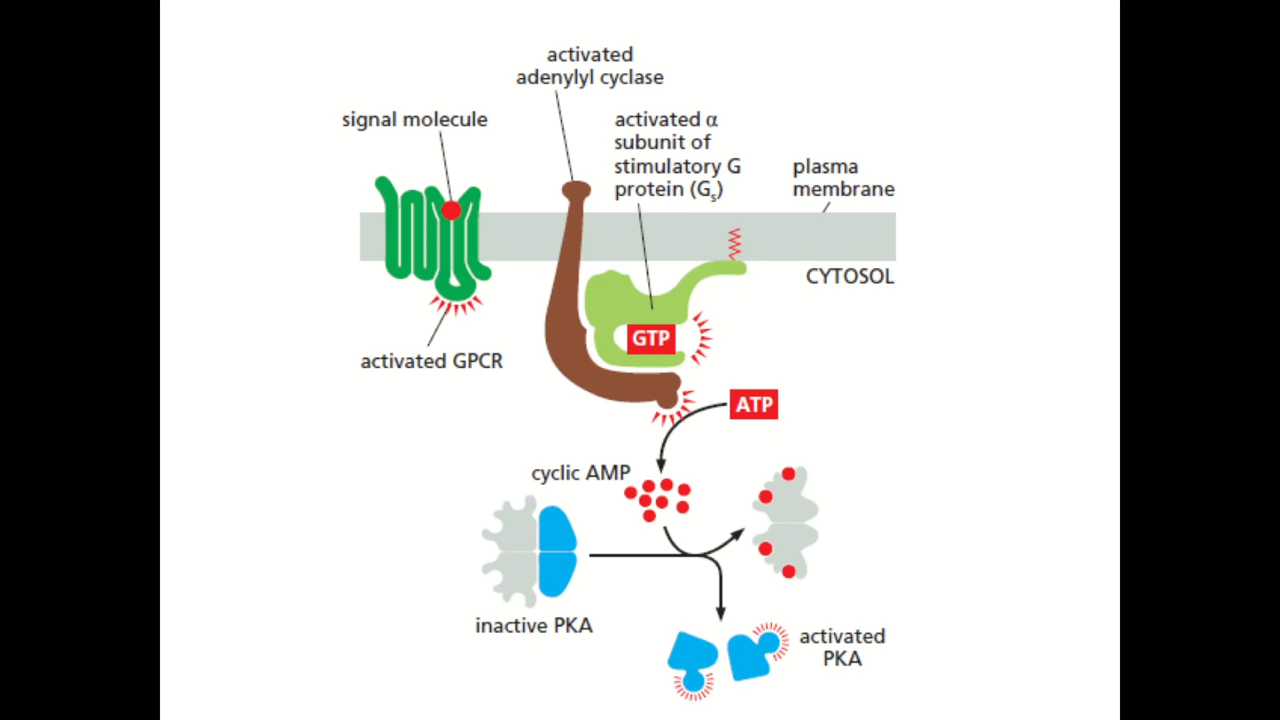 activated
adenylyl cyclase
signal molecule
activated α
subunit of
stimulatory G
protein (Gs)
plasma
membrane
CYTOSOL
GTP
activated GPCR
ATP
cyclic AMP
inactive PKA
activated
PKA